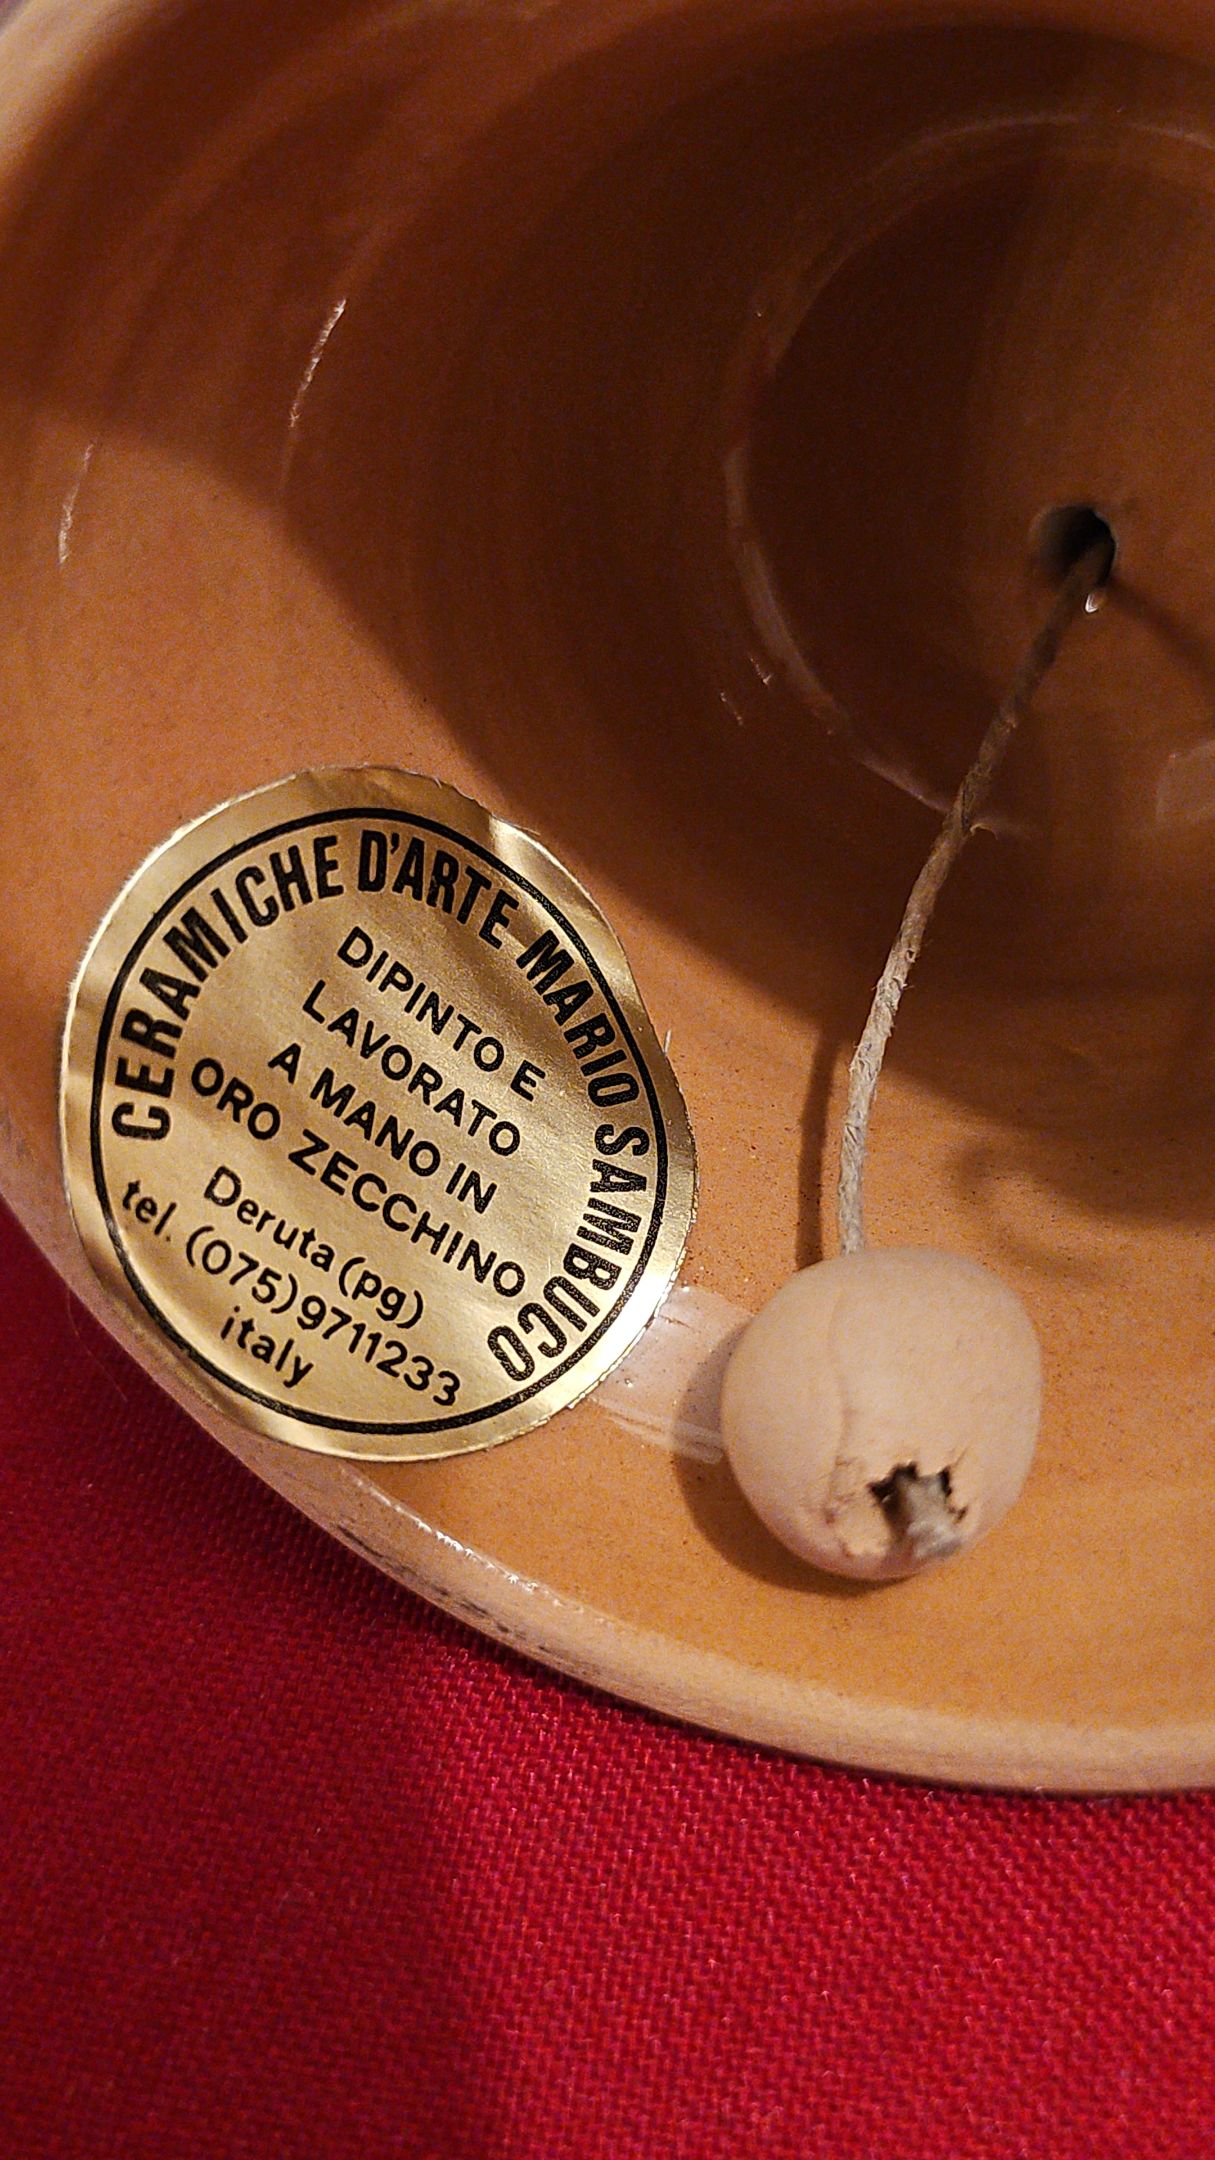 CERAMICHE D'ARTE MARIO SAMBUCO
DIPINTO E
LAVORATO
A MANO IN
ORO ZECCHINO
Deruta (pg)
tel. (075) 9711233
italy